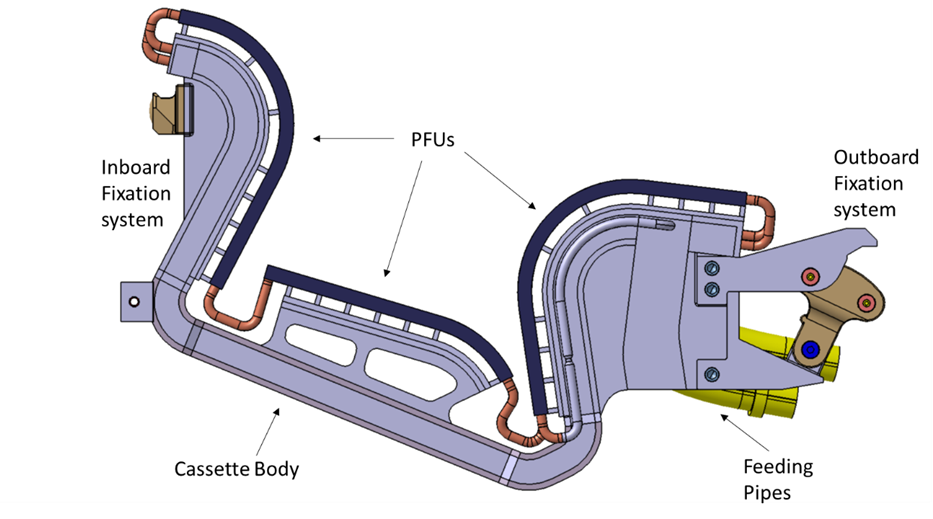 PFUs
Inboard
Fixation
system
Outboard
Fixation
system
Cassette Body
Feeding
Pipes